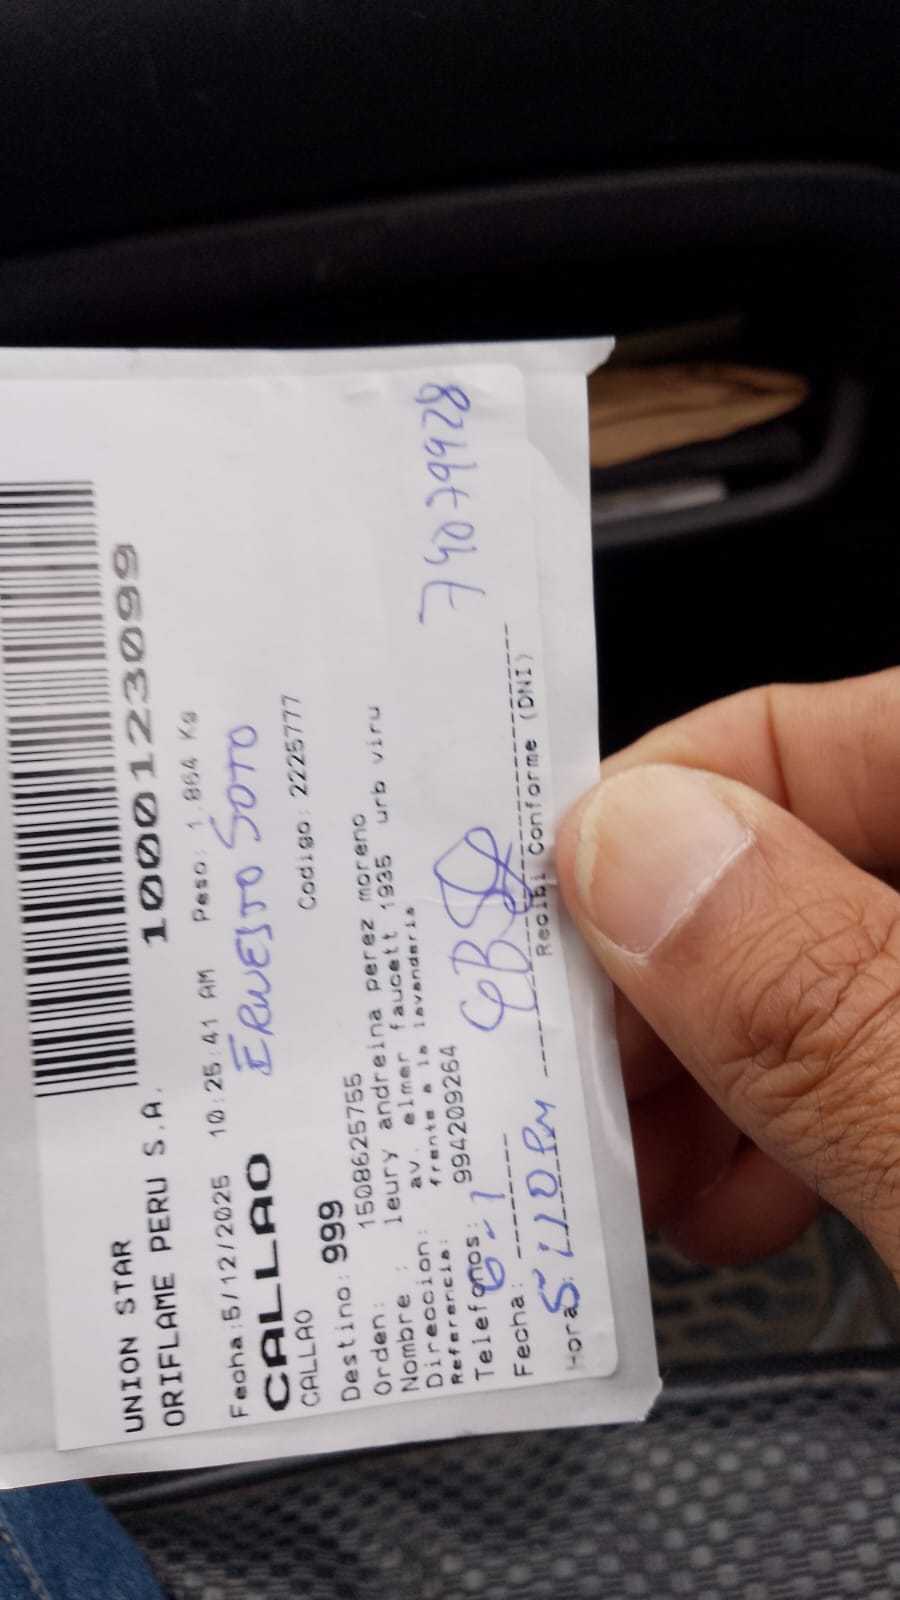 UNION STAR
1000123099
ORIFLAME PERU S.A.
Fecha:5/12/2025 10:25:41 AM Peso: 1.864 Kg
CALLAO
ERNESTO SOTO
CALLAO Codigo: 2225777
Destino: 999
Orden: 1508625755
Nombre : leury andreina perez moreno
Direccion: av. elmer faucett 1935 urb viru
Referencia: frente a la lavanderia
Telefonos: 994209264
74079928
Fecha: 6-1
Hora: 5:10 PM
Recibi Conforme (DNI)